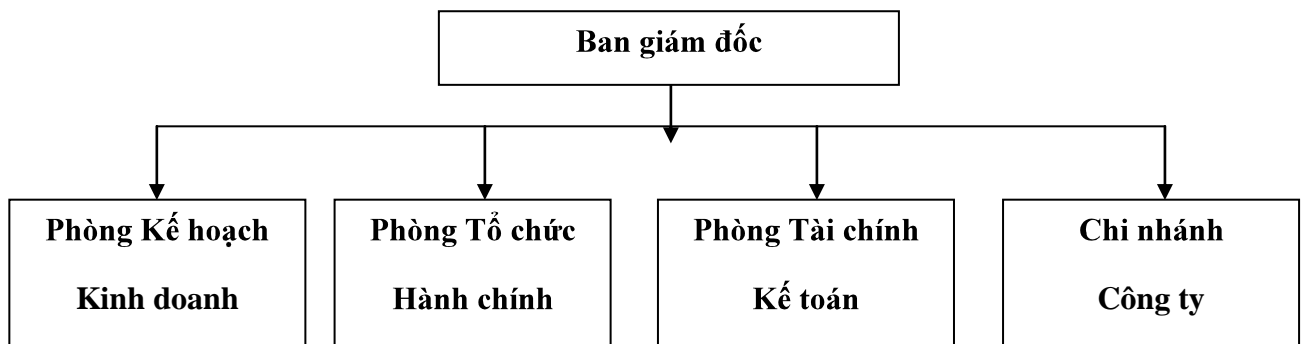 Ban giám đốc
Phòng Kế hoạch
Kinh doanh
Phòng Tổ chức
Hành chính
Phòng Tài chính
Kế toán
Chi nhánh
Công ty